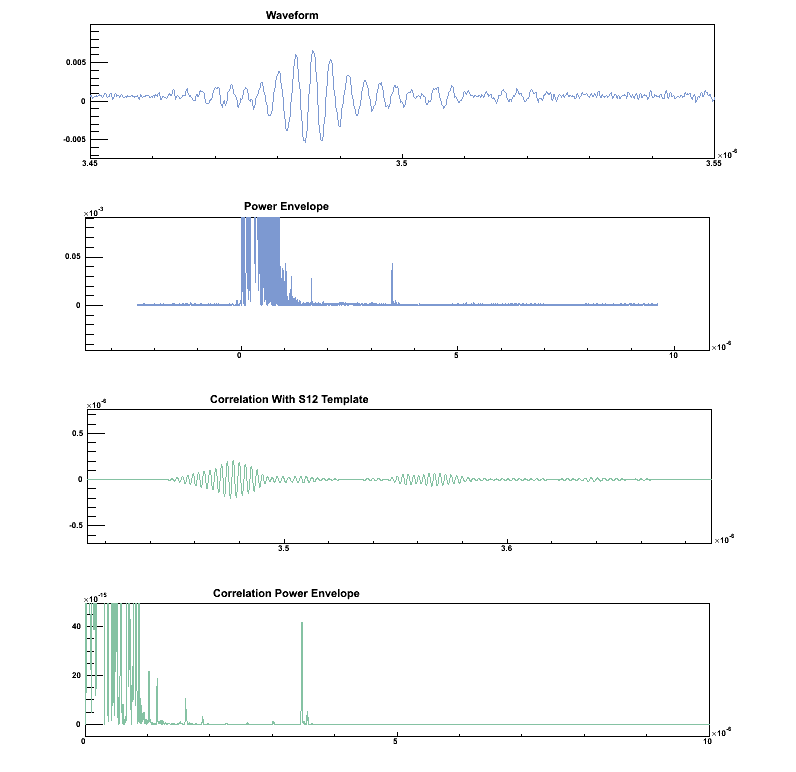 Waveform
0.005
0
-0.005
3.45 3.5 3.55
×10-6
Power Envelope
×10-3
0.05
0
0 5 10
×10-6
Correlation With S12 Template
×10-6
0.5
0
-0.5
3.5 3.6
×10-6
Correlation Power Envelope
×10-15
40
20
0
0 5 10
×10-6